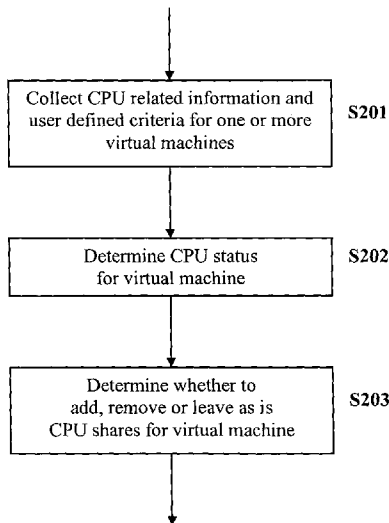 Collect CPU related information and
user defined criteria for one or more
virtual machines
S201
Determine CPU status
for virtual machine
S202
Determine whether to
add, remove or leave as is
CPU shares for virtual machine
S203